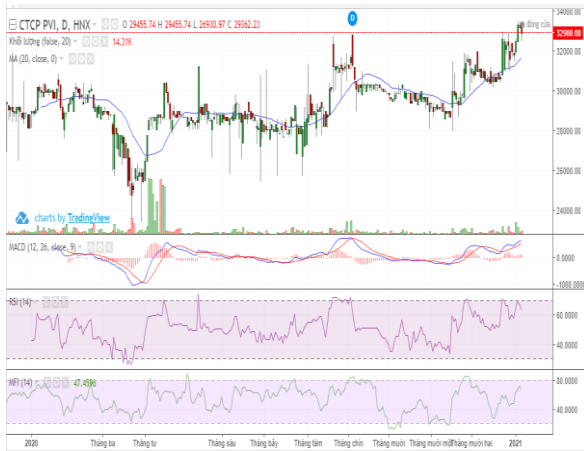 CTCP PVI, D, HNX O 29455.74 H 29455.74 L 26930.97 C 29362.23
Khối lượng (false, 20) 14.31K
MA (20, close, 0)
D
đóng cửa
34000.00
32900.00
32000.00
30000.00
28000.00
26000.00
24000.00
charts by TradingView
MACD (12, 26, close, 9)
0.0000
-1000.0000
RSI (14)
60.0000
40.0000
MFI (14) 47.4596
80.0000
40.0000
2020 Tháng ba Tháng tư Tháng sáu Tháng bảy Tháng tám Tháng chín Tháng mười Tháng mười một Tháng mười hai 2021